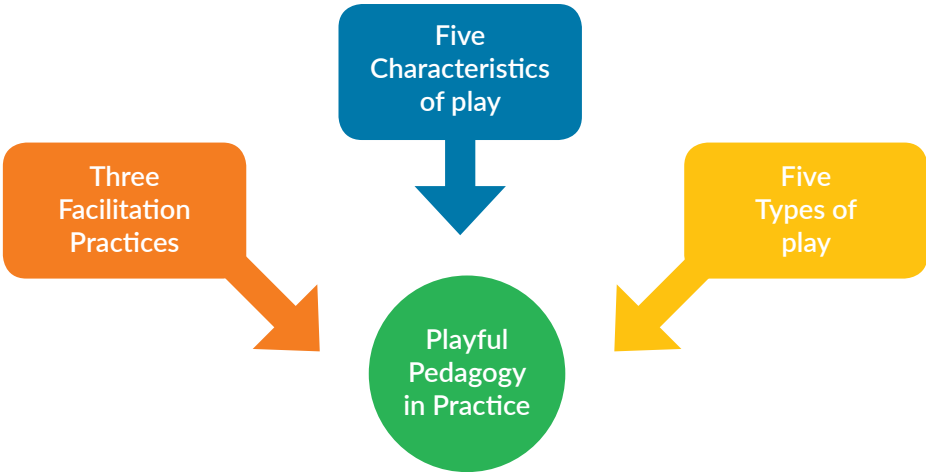 Five
Characteristics
of play
Three
Facilitation
Practices
Five
Types of
play
Playful
Pedagogy
in Practice